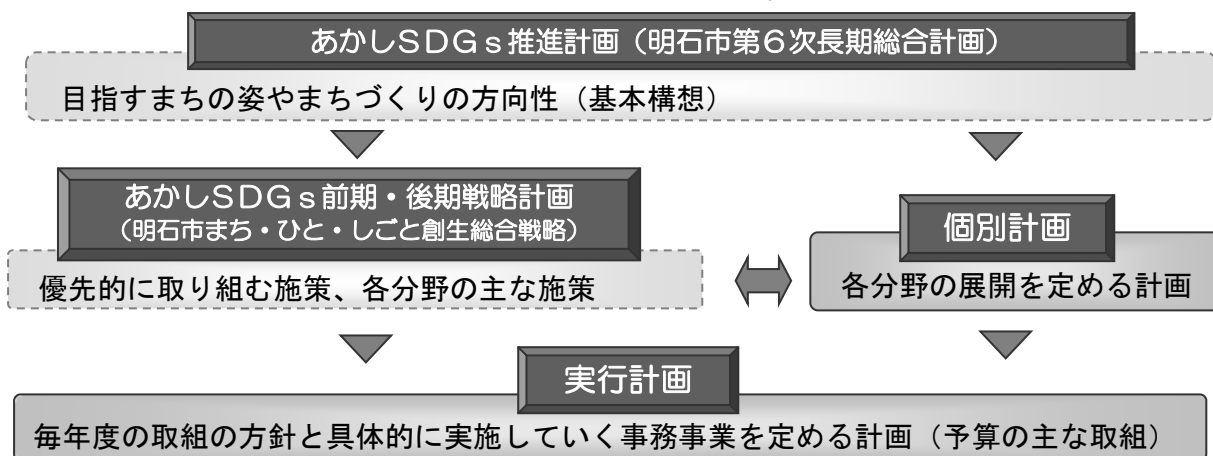 あかしSDGs推進計画（明石市第６次長期総合計画）
目指すまちの姿やまちづくりの方向性（基本構想）
あかしSDGs前期・後期戦略計画
（明石市まち・ひと・しごと創生総合戦略）
優先的に取り組む施策、各分野の主な施策
個別計画
各分野の展開を定める計画
実行計画
毎年度の取組の方針と具体的に実施していく事務事業を定める計画（予算の主な取組）